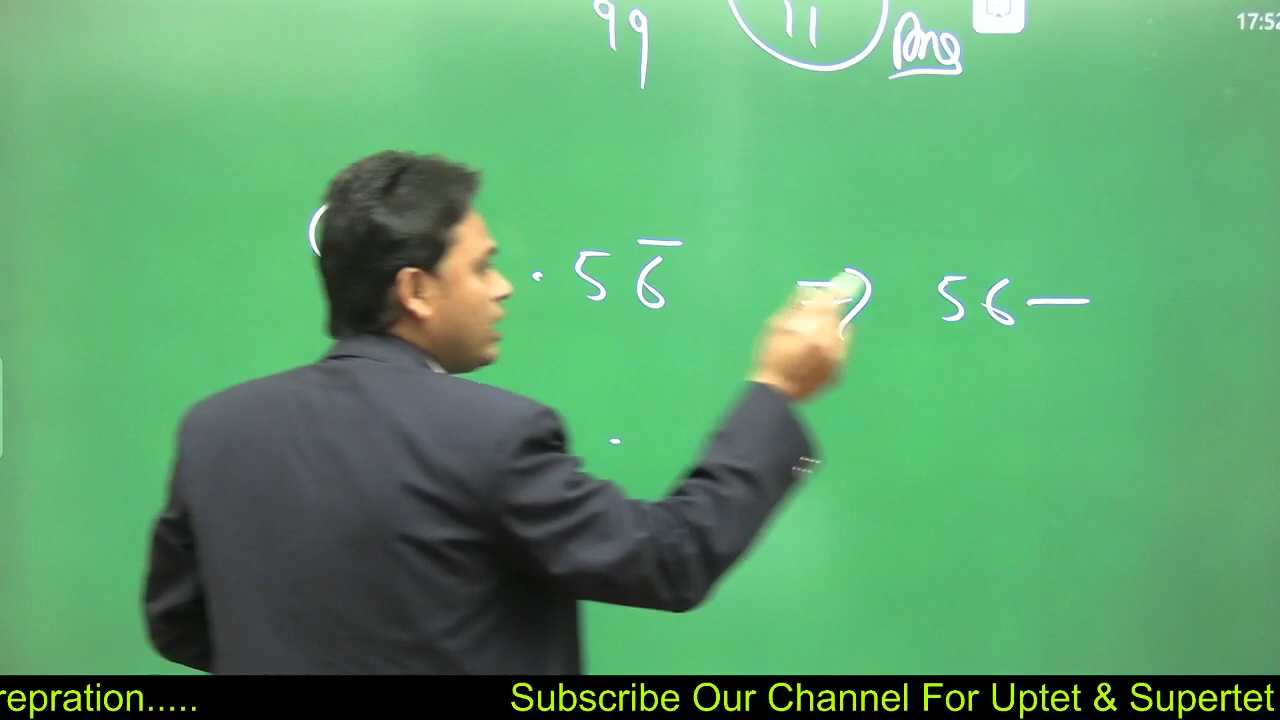 99 11 Ans
17:52
( .56̅ ⇒ 56—
repration..... Subscribe Our Channel For Uptet & Supertet